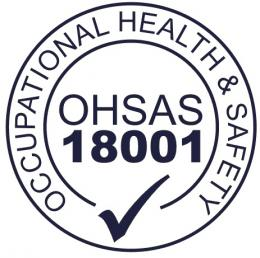 OCCUPATIONAL HEALTH & SAFETY
OHSAS
18001